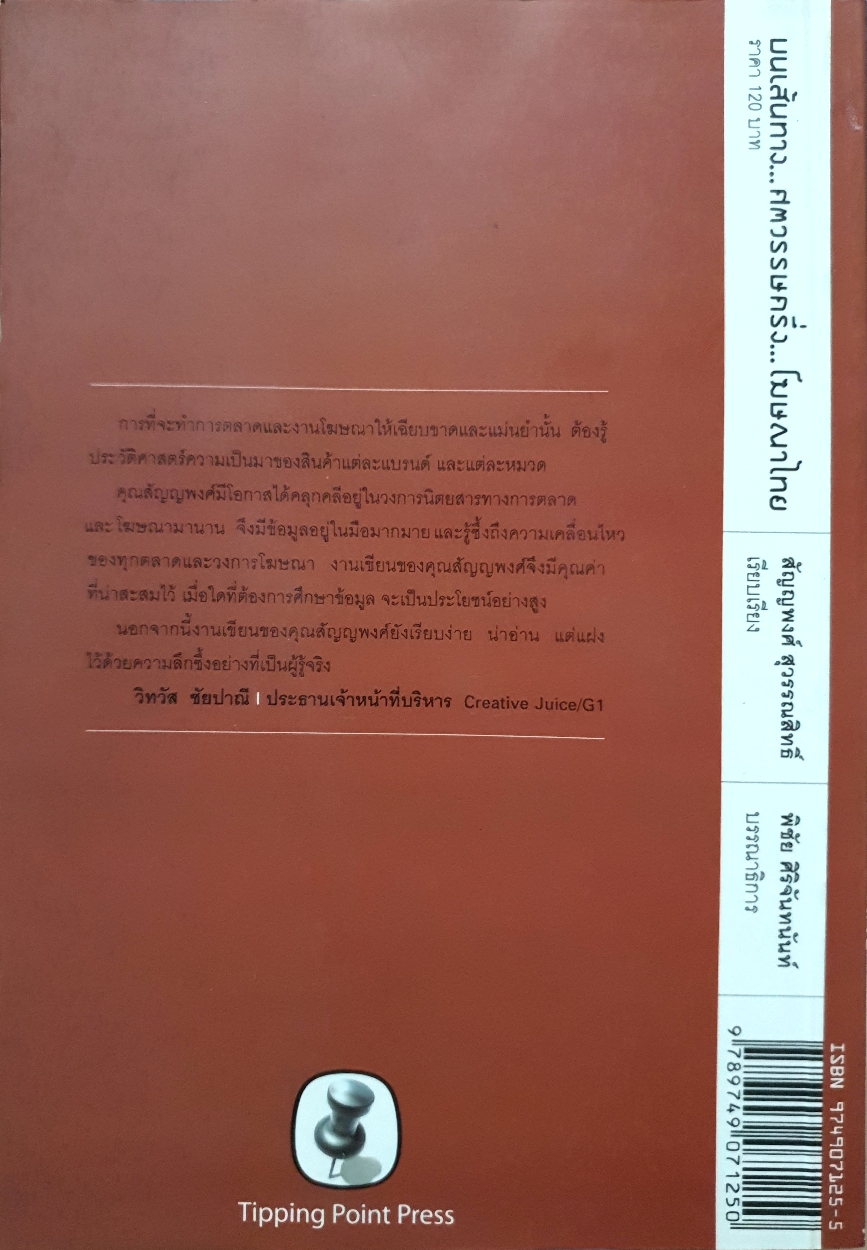 บนเส้นทาง...ศตวรรษครึ่ง...โฆษณาไทย
ราคา 120 บาท
สัญญพงศ์ สุวรรณสิทธิ์
เรียบเรียง
พิชัย ศิริจันทนันท์
บรรณาธิการ
การที่จะทำการตลาดและงานโฆษณาให้เฉียบขาดและแม่นยำนั้น ต้องรู้
ประวัติศาสตร์ความเป็นมาของสินค้าแต่ละแบรนด์ และแต่ละหมวด
คุณสัญญพงศ์มีโอกาสได้คลุกคลีอยู่ในวงการนิตยสารทางการตลาด
และโฆษณามานาน จึงมีข้อมูลอยู่ในมือมากมาย และรู้ซึ้งถึงความเคลื่อนไหว
ของทุกตลาดและวงการโฆษณา งานเขียนของคุณสัญญพงศ์จึงมีคุณค่า
ที่น่าสะสมไว้ เมื่อใดที่ต้องการศึกษาข้อมูล จะเป็นประโยชน์อย่างสูง
นอกจากนี้งานเขียนของคุณสัญญพงศ์ยังเรียบง่าย น่าอ่าน แต่แฝง
ไว้ด้วยความลึกซึ้งอย่างที่เป็นผู้รู้จริง
วิทวัส ชัยปาณี | ประธานเจ้าหน้าที่บริหาร Creative Juice/G1
Tipping Point Press
ISBN 974907125-5
9 789749 071250